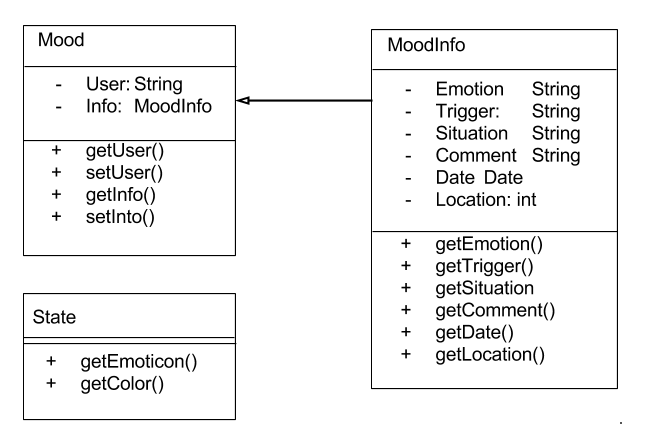 Mood
- User: String
- Info: MoodInfo
+ getUser()
+ setUser()
+ getInfo()
+ setInto()
MoodInfo
- Emotion String
- Trigger: String
- Situation String
- Comment String
- Date Date
- Location: int
+ getEmotion()
+ getTrigger()
+ getSituation
+ getComment()
+ getDate()
+ getLocation()
State
+ getEmoticon()
+ getColor()
.